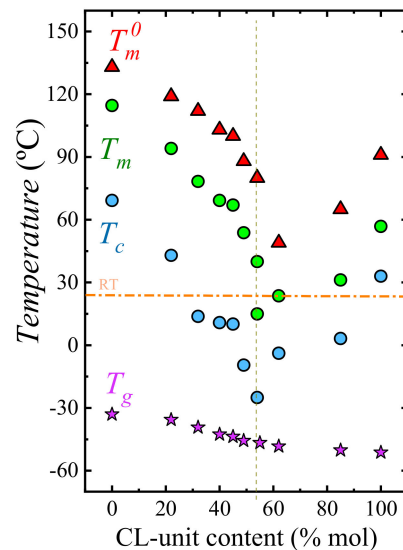 150
120
90
60
30
0
-30
-60
Temperature (ºC)
T_m^0
T_m
T_c
RT
T_g
0 20 40 60 80 100
CL-unit content (% mol)